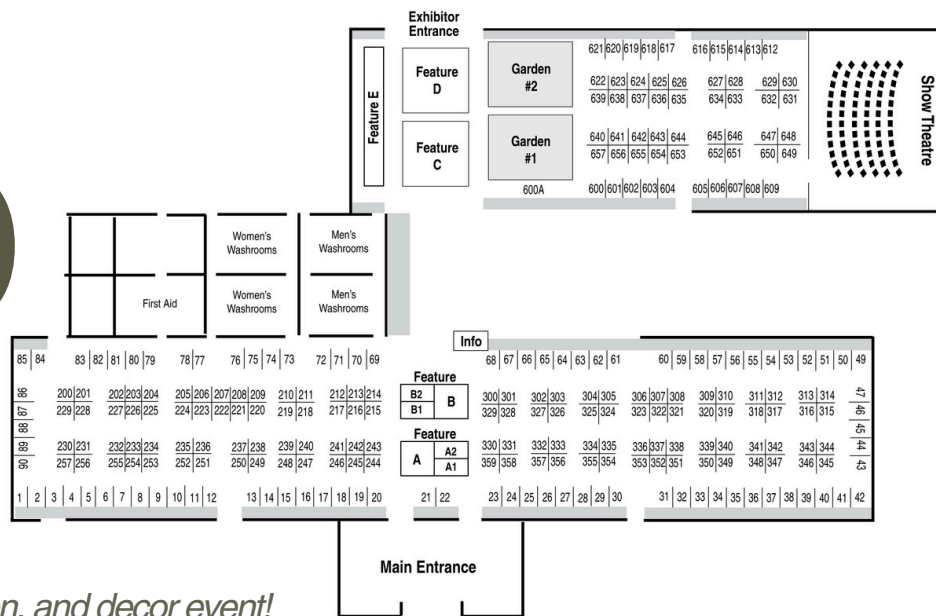 Exhibitor
Entrance
Feature E
Feature
D
Garden
#2
621 620 619 618 617
616 615 614 613 612
622 623 624 625 626
627 628
629 630
639 638 637 636 635
634 633
632 631
Show Theatre
Feature
C
Garden
#1
640 641 642 643 644
645 646
647 648
657 656 655 654 653
652 651
650 649
600A
600 601 602 603 604
605 606 607 608 609
Women's
Washrooms
Men's
Washrooms
First Aid
Women's
Washrooms
Men's
Washrooms
Info
85 84
83 82 81 80 79
78 77
76 75 74 73
72 71 70 69
68 67 66 65 64 63 62 61
60 59 58 57 56 55 54 53 52 51 50 49
86
87
88
89
90
200 201
202 203 204
205 206 207 208 209
210 211
212 213 214
229 228
227 226 225
224 223 222 221 220
219 218
217 216 215
Feature
B2
B1
B
300 301
302 303
304 305
306 307 308
309 310
311 312
313 314
329 328
327 326
325 324
323 322 321
320 319
318 317
316 315
47
46
45
44
43
230 231
232 233 234
235 236
237 238
239 240
241 242 243
257 256
255 254 253
252 251
250 249
248 247
246 245 244
Feature
A
A2
A1
330 331
332 333
334 335
336 337 338
339 340
341 342
343 344
359 358
357 356
355 354
353 352 351
350 349
348 347
346 345
1 2 3 4 5 6 7 8 9 10 11 12
13 14 15 16 17 18 19 20
21 22
23 24 25 26 27 28 29 30
31 32 33 34 35 36 37 38 39 40 41 42
Main Entrance
and decor event!